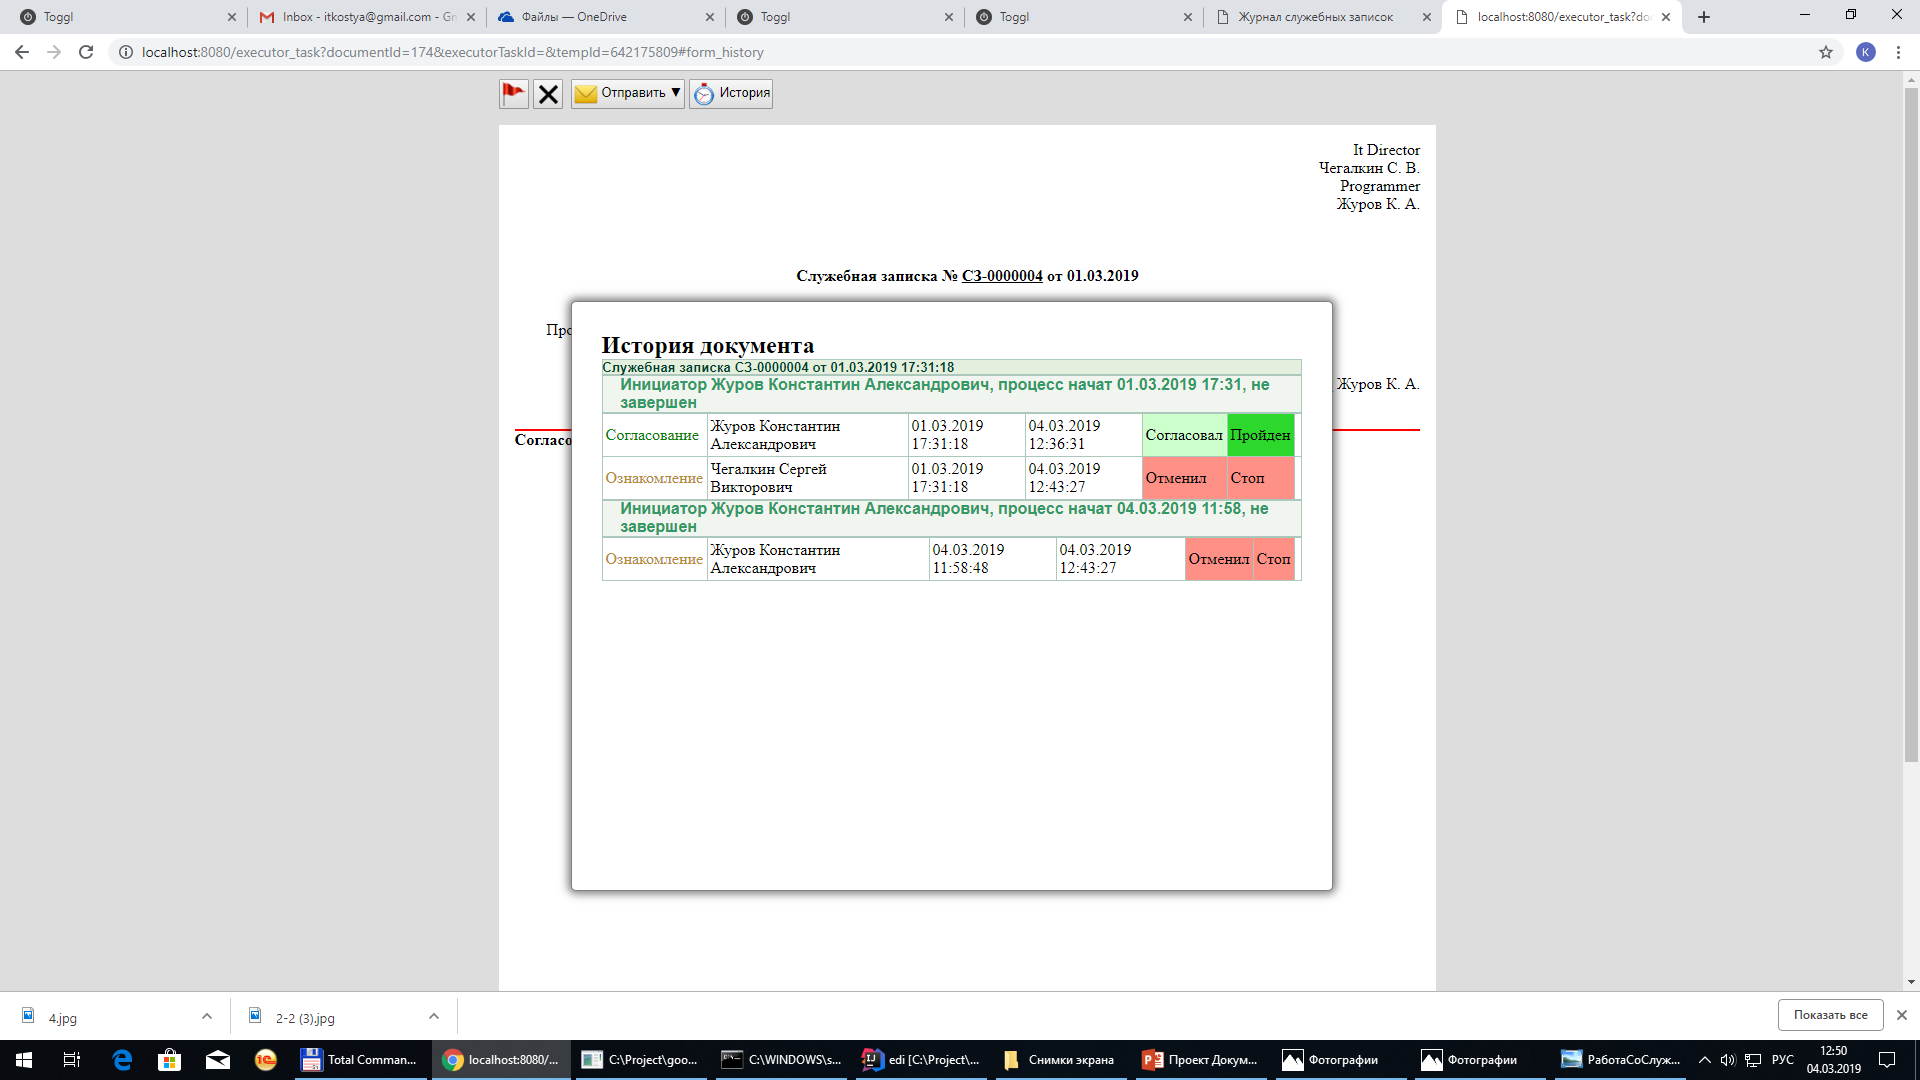 Toggl
Inbox - itkostya@gmail.com - Gm
Файлы — OneDrive
Toggl
Toggl
Журнал служебных записок
localhost:8080/executor_task?do
localhost:8080/executor_task?documentId=174&executorTaskId=&tempId=642175809#form_history
K
Отправить ▼
История
It Director
Чегалкин С. В.
Programmer
Журов К. А.
Служебная записка № СЗ-0000004 от 01.03.2019
Про
Журов К. А.
Согласо
История документа
Служебная записка СЗ-0000004 от 01.03.2019 17:31:18
Инициатор Журов Константин Александрович, процесс начат 01.03.2019 17:31, не
завершен
Согласование Журов Константин Александрович 01.03.2019 17:31:18 04.03.2019 12:36:31 Согласовал Пройден
Ознакомление Чегалкин Сергей Викторович 01.03.2019 17:31:18 04.03.2019 12:43:27 Отменил Стоп
Инициатор Журов Константин Александрович, процесс начат 04.03.2019 11:58, не
завершен
Ознакомление Журов Константин Александрович 04.03.2019 11:58:48 04.03.2019 12:43:27 Отменил Стоп
4.jpg
2-2 (3).jpg
Показать все
Total Comman...
localhost:8080/...
C:\Project\goo...
C:\WINDOWS\s...
edi [C:\Project\...
Снимки экрана
Проект Докум...
Фотографии
Фотографии
РаботаСоСлуж...
РУС
12:50
04.03.2019